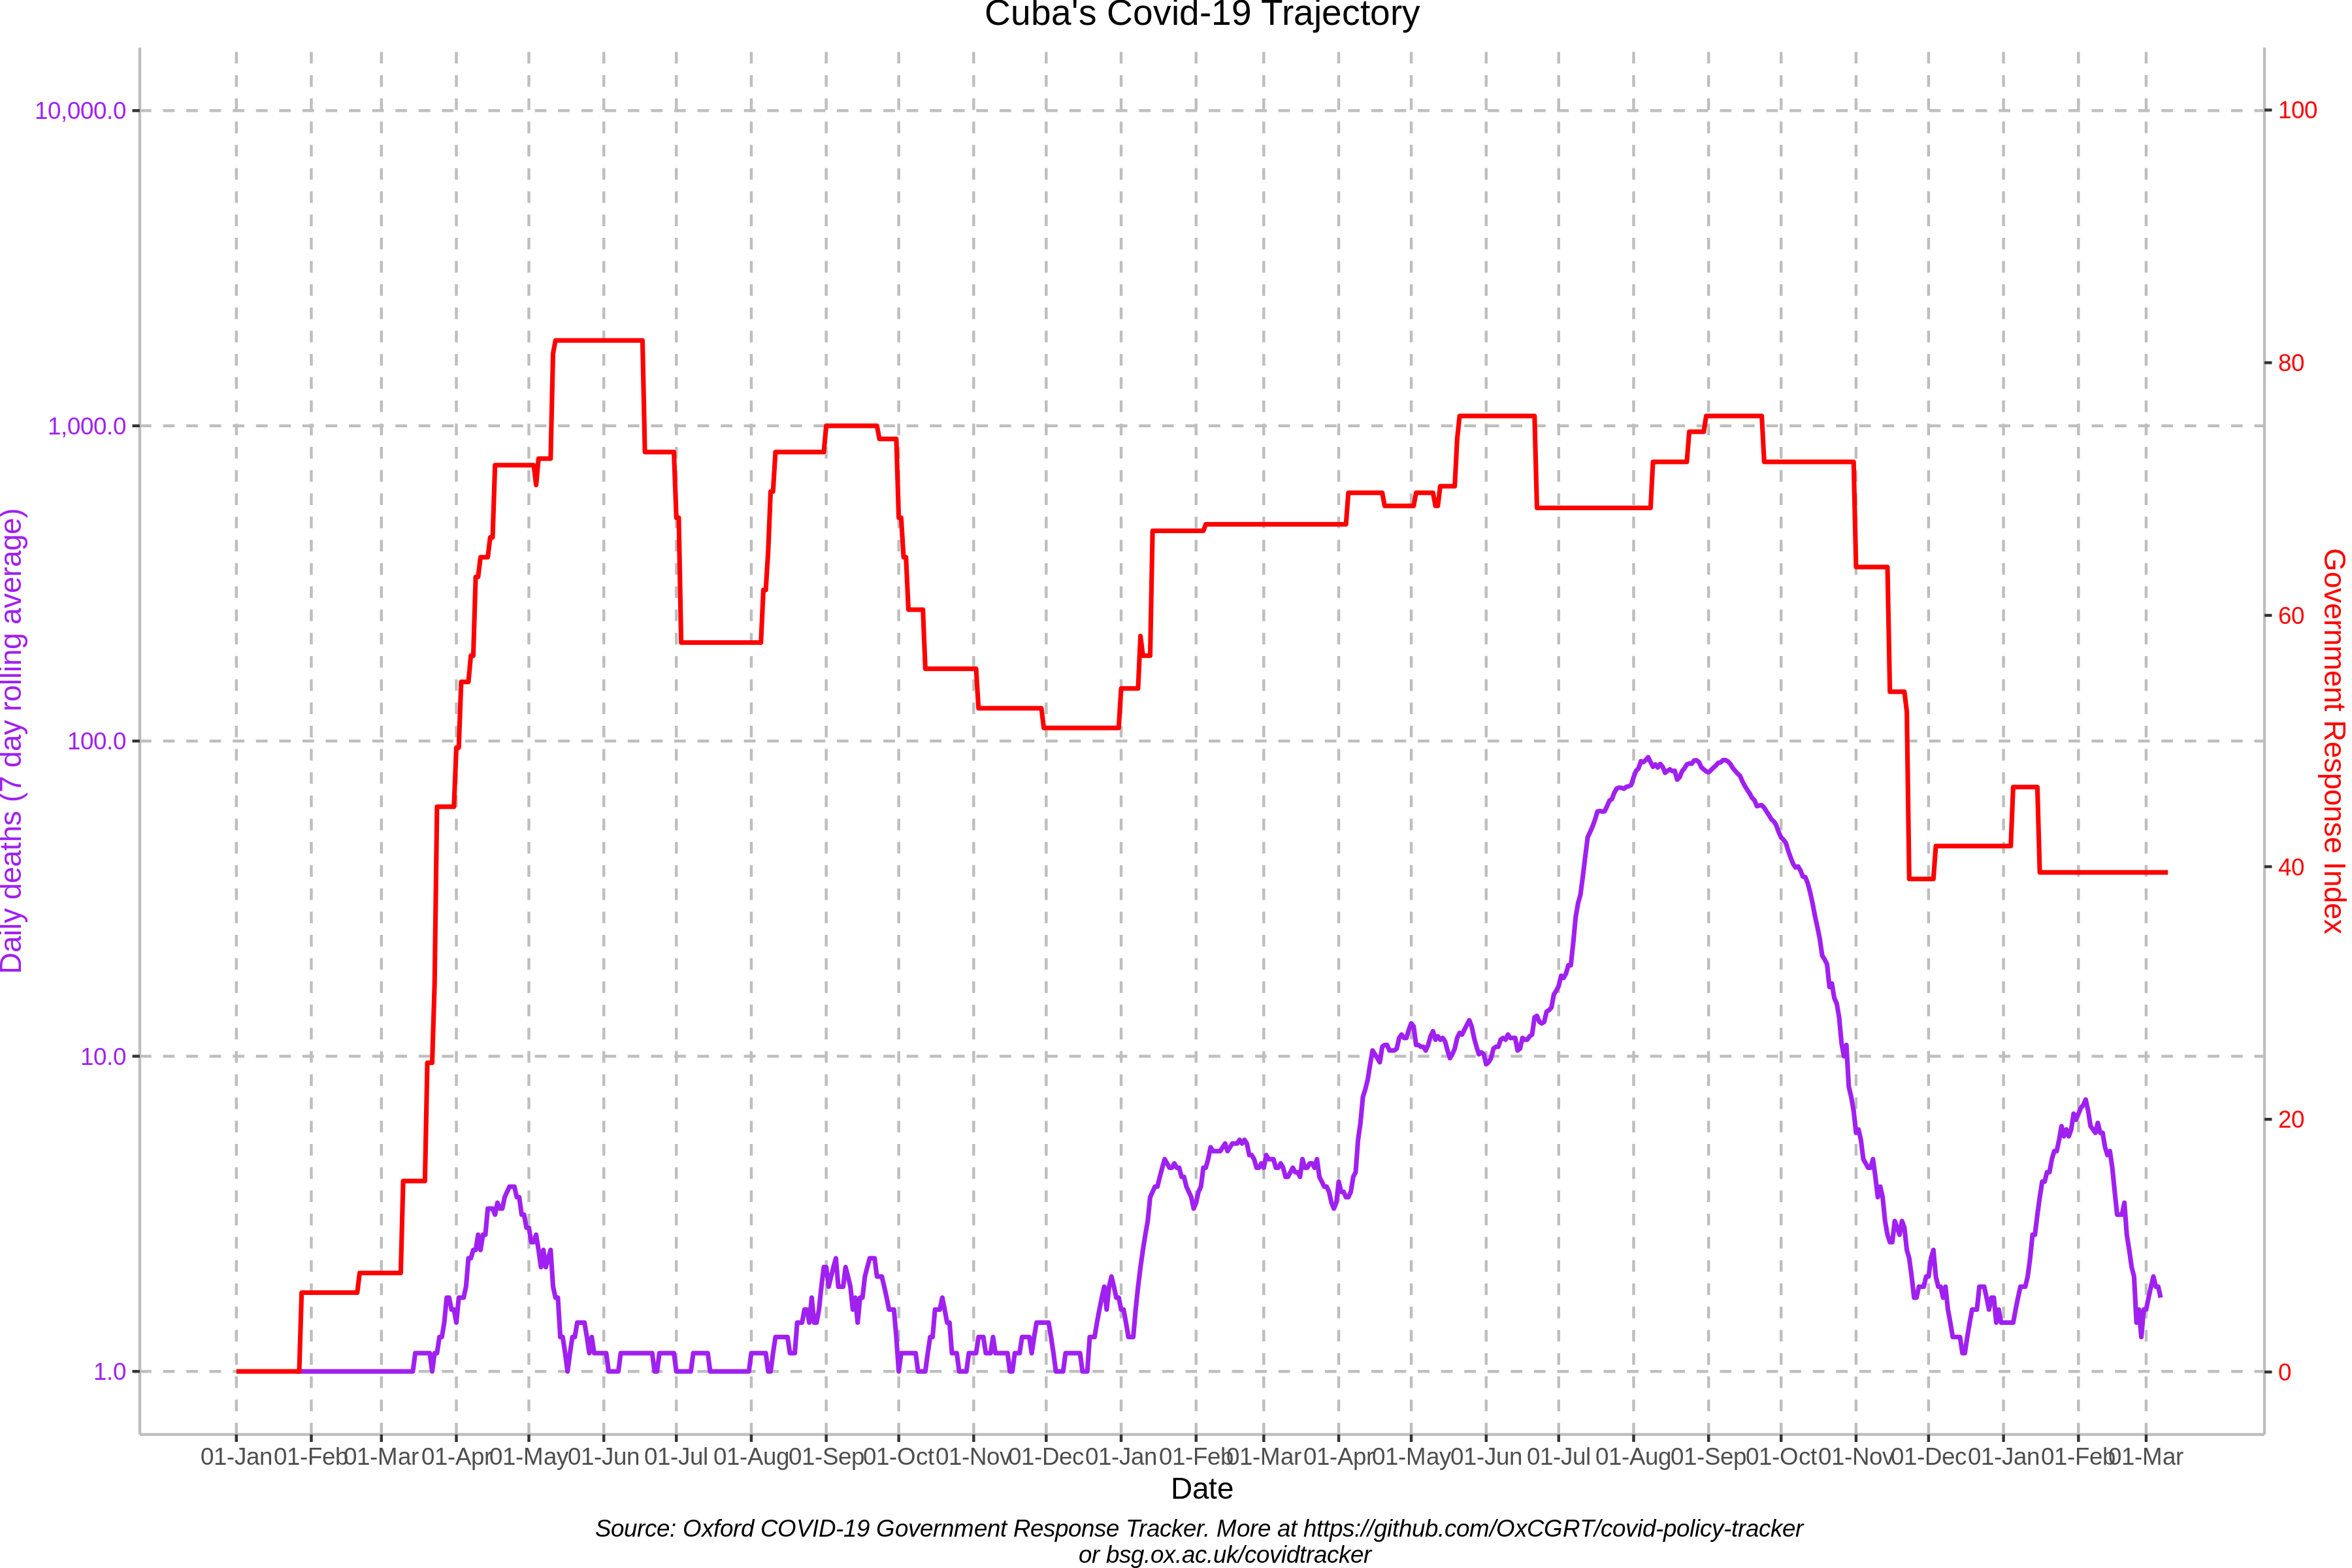 Cuba's Covid-19 Trajectory
10,000.0
1,000.0
100.0
10.0
1.0
Daily deaths (7 day rolling average)
100
80
60
40
20
0
Government Response Index
01-Jan 01-Feb 01-Mar 01-Apr 01-May 01-Jun 01-Jul 01-Aug 01-Sep 01-Oct 01-Nov 01-Dec 01-Jan 01-Feb 01-Mar 01-Apr 01-May 01-Jun 01-Jul 01-Aug 01-Sep 01-Oct 01-Nov 01-Dec 01-Jan 01-Feb 01-Mar
Date
Source: Oxford COVID-19 Government Response Tracker. More at https://github.com/OxCGRT/covid-policy-tracker
or bsg.ox.ac.uk/covidtracker